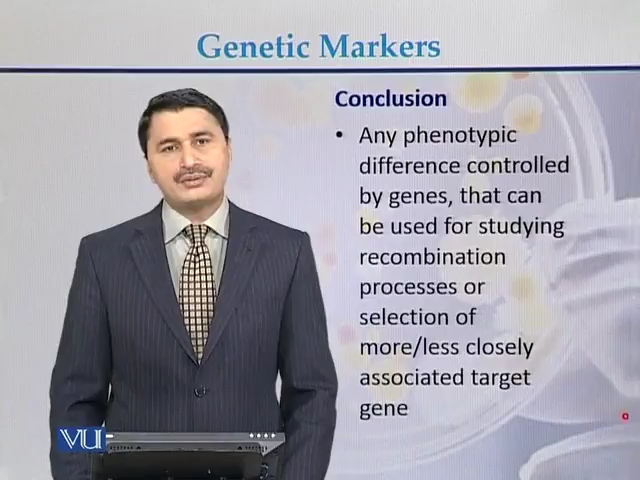 Genetic Markers
Conclusion
• Any phenotypic
difference controlled
by genes, that can
be used for studying
recombination
processes or
selection of
more/less closely
associated target
gene
VU